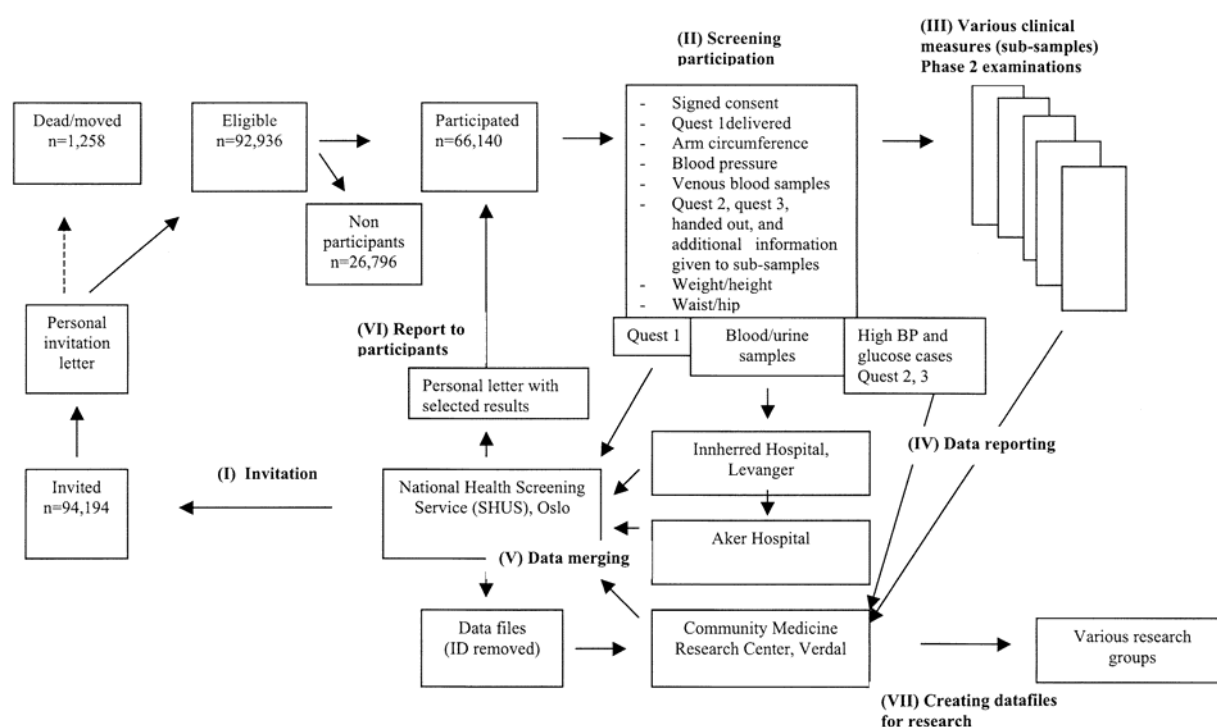 (II) Screening
participation
(III) Various clinical
measures (sub-samples)
Phase 2 examinations
Dead/moved
n=1,258
Eligible
n=92,936
Participated
n=66,140
- Signed consent
- Quest 1delivered
- Arm circumference
- Blood pressure
- Venous blood samples
- Quest 2, quest 3,
handed out, and
additional information
given to sub-samples
- Weight/height
- Waist/hip
Non
participants
n=26,796
Personal
invitation
letter
(VI) Report to
participants
Quest 1
Blood/urine
samples
High BP and
glucose cases
Quest 2, 3
Personal letter with
selected results
(IV) Data reporting
Innherred Hospital,
Levanger
(I) Invitation
Invited
n=94,194
National Health Screening
Service (SHUS), Oslo
Aker Hospital
(V) Data merging
Data files
(ID removed)
Community Medicine
Research Center, Verdal
Various research
groups
(VII) Creating datafiles
for research